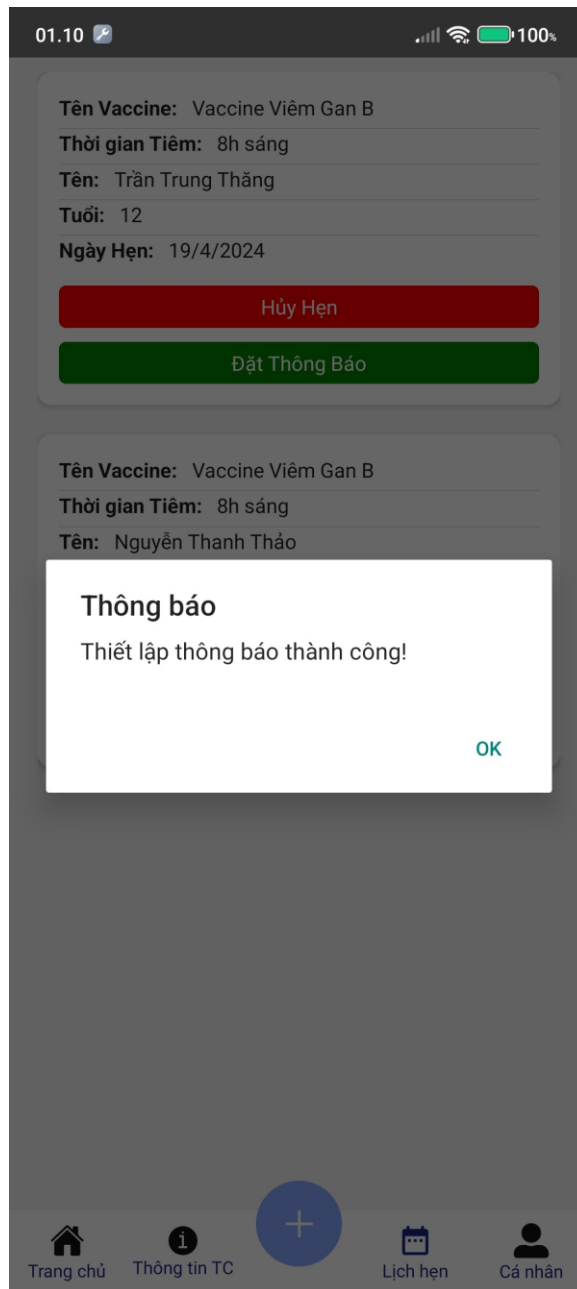 01.10 100%
Tên Vaccine: Vaccine Viêm Gan B
Thời gian Tiêm: 8h sáng
Tên: Trần Trung Thăng
Tuổi: 12
Ngày Hẹn: 19/4/2024
Hủy Hẹn
Đặt Thông Báo
Tên Vaccine: Vaccine Viêm Gan B
Thời gian Tiêm: 8h sáng
Tên: Nguyễn Thanh Thảo
Thông báo
Thiết lập thông báo thành công!
OK
Trang chủ Thông tin TC Lịch hẹn Cá nhân